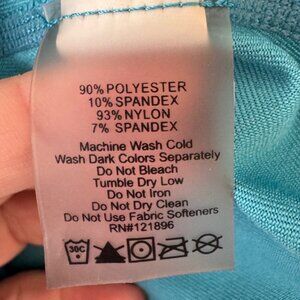 90% POLYESTER
10% SPANDEX
93% NYLON
7% SPANDEX
Machine Wash Cold
Wash Dark Colors Separately
Do Not Bleach
Tumble Dry Low
Do Not Iron
Do Not Dry Clean
Do Not Use Fabric Softeners
RN#121896
30C